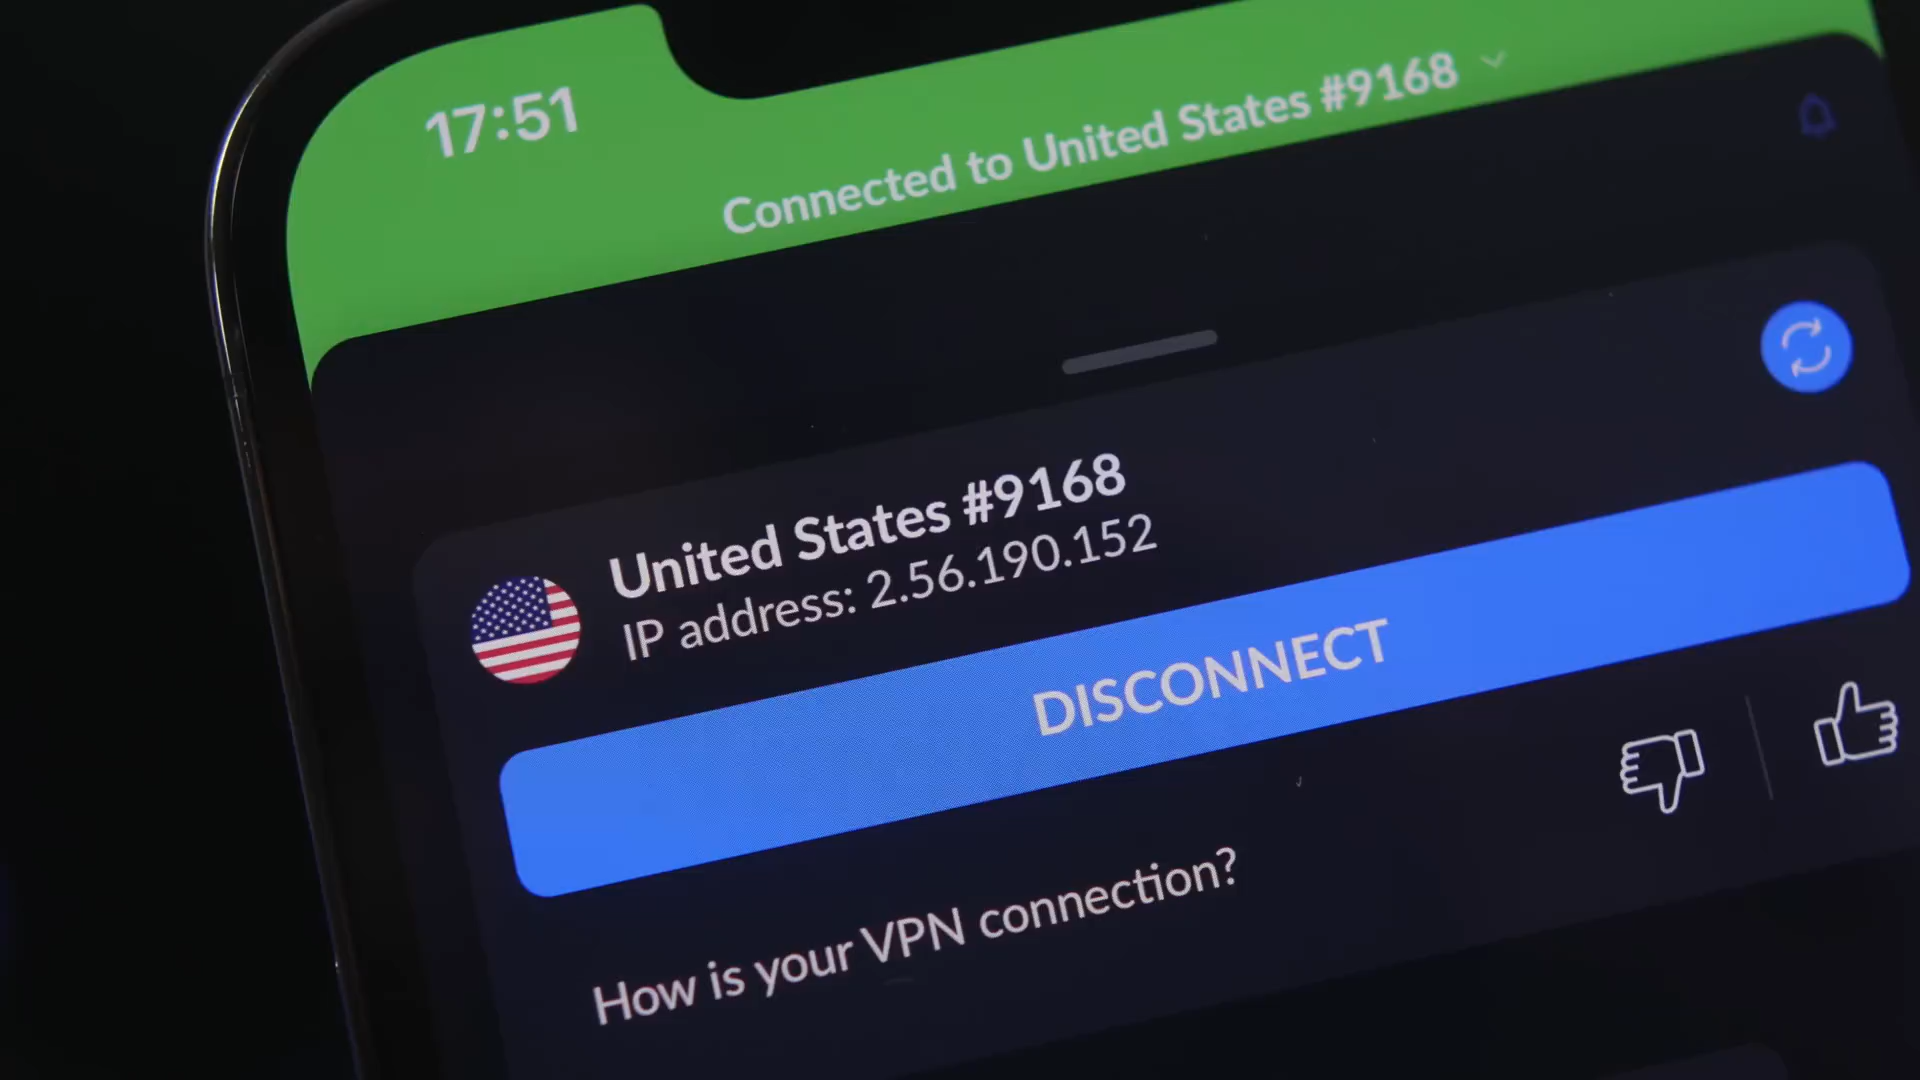 17:51
Connected to United States #9168
United States #9168
IP address: 2.56.190.152
DISCONNECT
How is your VPN connection?